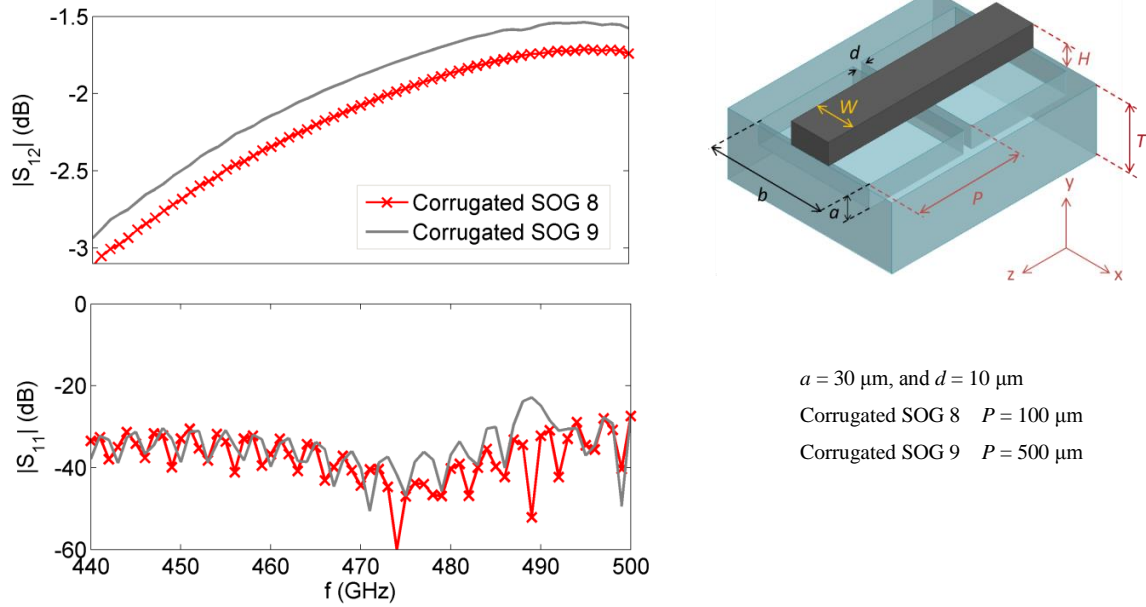 -1.5
-2
-2.5
-3
|S12| (dB)
Corrugated SOG 8
Corrugated SOG 9
0
-20
-40
-60
|S11| (dB)
440 450 460 470 480 490 500
f (GHz)
d
H
W
T
P
b
a
y
z
x
a = 30 μm, and d = 10 μm
Corrugated SOG 8 P = 100 μm
Corrugated SOG 9 P = 500 μm